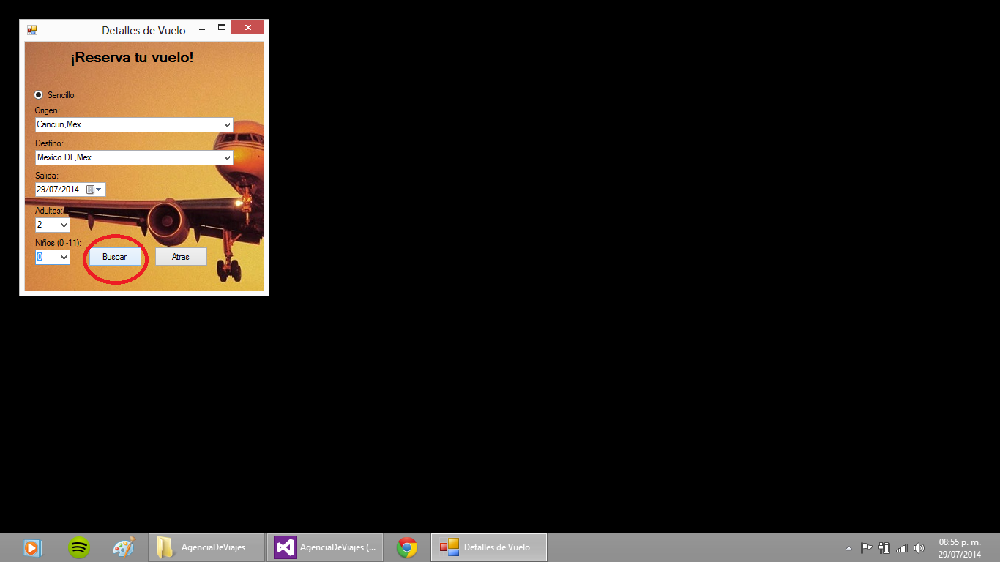 Detalles de Vuelo
¡Reserva tu vuelo!
Sencillo
Origen:
Cancun,Mex
Destino:
Mexico DF,Mex
Salida:
29/07/2014
Adultos:
2
Niños (0 -11):
0
Buscar
Atras
AgenciaDeViajes
AgenciaDeViajes (...
Detalles de Vuelo
08:55 p. m.
29/07/2014